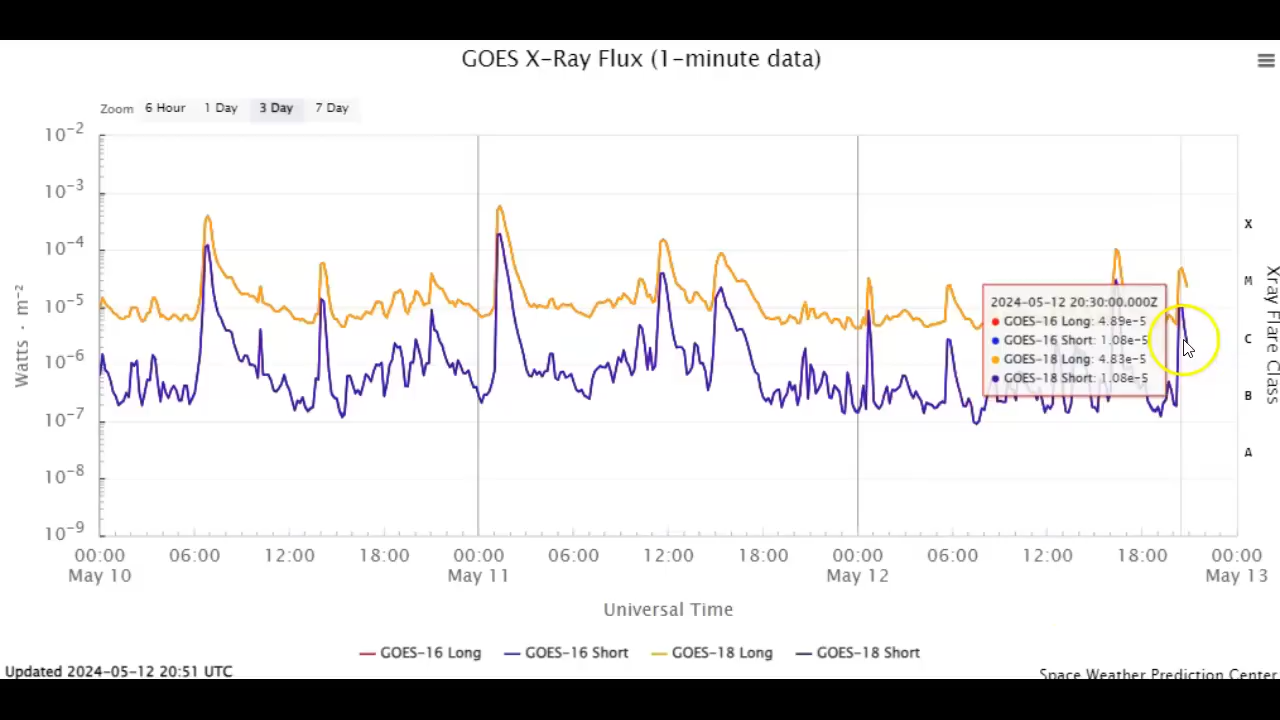 GOES X-Ray Flux (1-minute data)
Zoom 6 Hour 1 Day 3 Day 7 Day
10⁻²
10⁻³
10⁻⁴
10⁻⁵
10⁻⁶
10⁻⁷
10⁻⁸
10⁻⁹
Watts · m⁻²
X
M
C
B
A
Xray Flare Class
2024-05-12 20:30:00.000Z
GOES-16 Long: 4.89e-5
GOES-16 Short: 1.08e-5
GOES-18 Long: 4.83e-5
GOES-18 Short: 1.08e-5
00:00 06:00 12:00 18:00 00:00 06:00 12:00 18:00 00:00 06:00 12:00 18:00 00:00
May 10 May 11 May 12 May 13
Universal Time
GOES-16 Long GOES-16 Short GOES-18 Long GOES-18 Short
Updated 2024-05-12 20:51 UTC
Space Weather Prediction Center